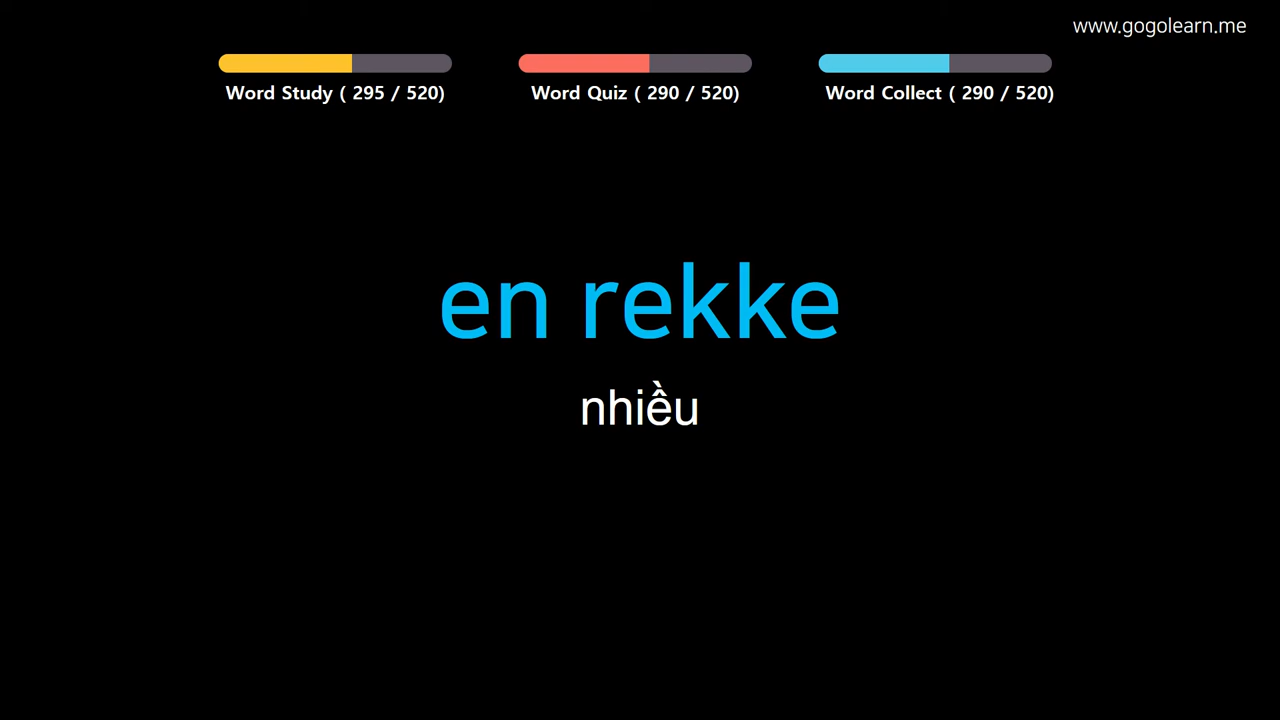 www.gogolearn.me
Word Study ( 295 / 520)
Word Quiz ( 290 / 520)
Word Collect ( 290 / 520)
en rekke
nhiều